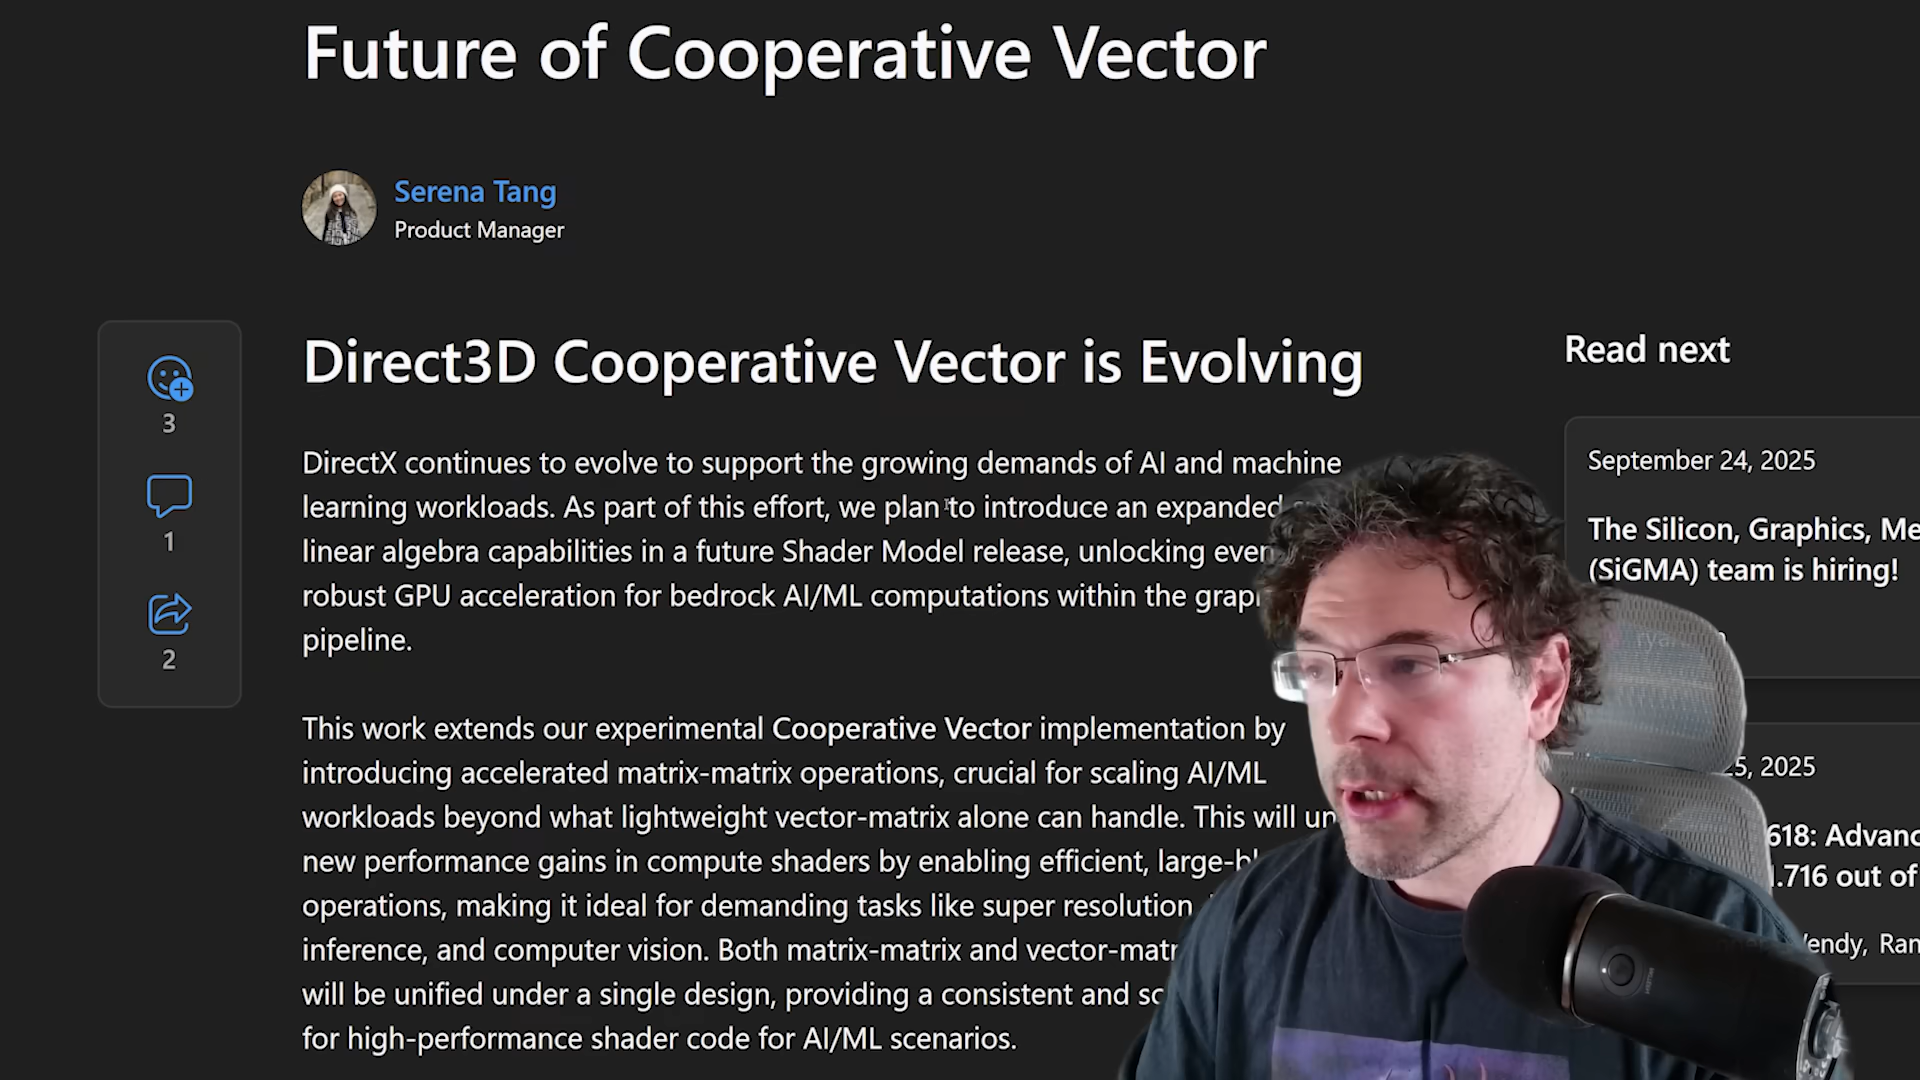 Future of Cooperative Vector
Serena Tang
Product Manager
3
1
2
Direct3D Cooperative Vector is Evolving
DirectX continues to evolve to support the growing demands of AI and machine
learning workloads. As part of this effort, we plan to introduce an expanded
linear algebra capabilities in a future Shader Model release, unlocking even
robust GPU acceleration for bedrock AI/ML computations within the
pipeline.
This work extends our experimental Cooperative Vector implementation by
introducing accelerated matrix-matrix operations, crucial for scaling AI/ML
workloads beyond what lightweight vector-matrix alone can handle. This will
new performance gains in compute shaders by enabling efficient,
operations, making it ideal for demanding tasks like super resolution
inference, and computer vision. Both matrix-matrix and
will be unified under a single design, providing a consistent and
for high-performance shader code for AI/ML scenarios.
Read next
September 24, 2025
The Silicon, Graphics,
(SiGMA) team is hiring!
5, 2025
618:
1.716 out of